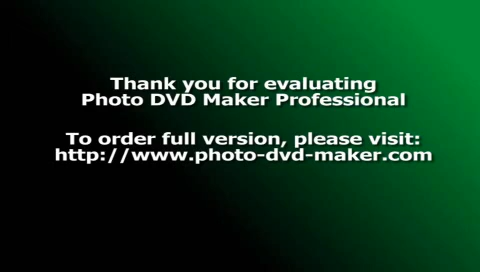 Thank you for evaluating
Photo DVD Maker Professional
To order full version, please visit:
http://www.photo-dvd-maker.com